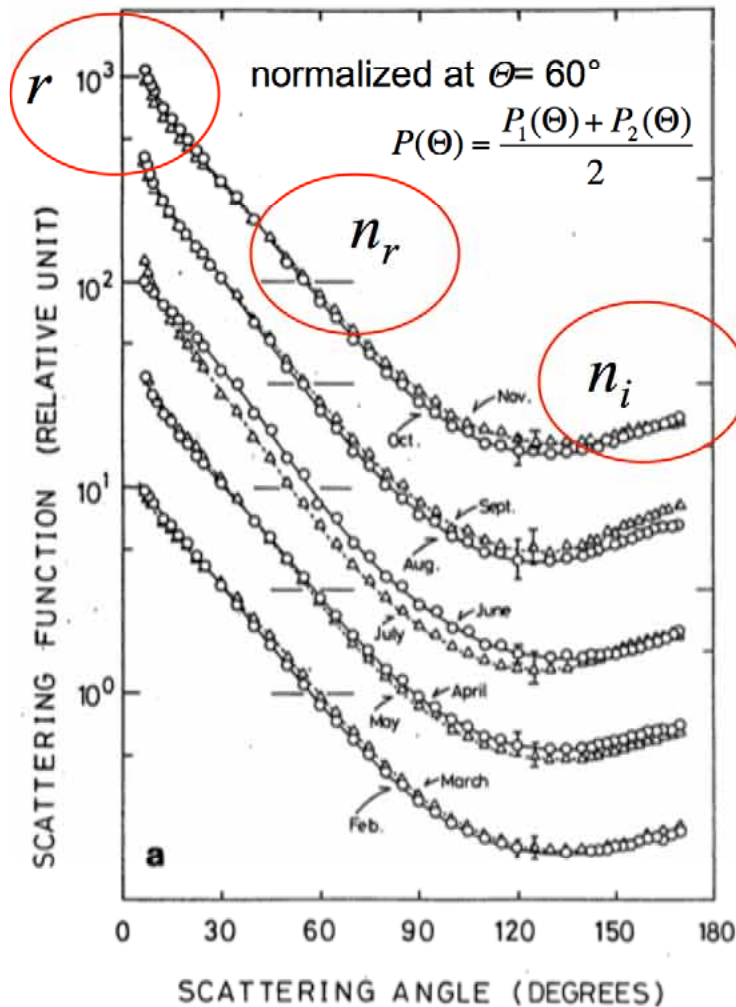 r
10³
normalized at Θ= 60°
P(Θ) = P₁(Θ) + P₂(Θ) / 2
n_r
10²
n_i
Nov.
Oct.
Sept.
Aug.
10¹
June
July
10⁰
April
May
March
Feb.
a
0 30 60 90 120 150 180
SCATTERING ANGLE (DEGREES)
SCATTERING FUNCTION (RELATIVE UNIT)